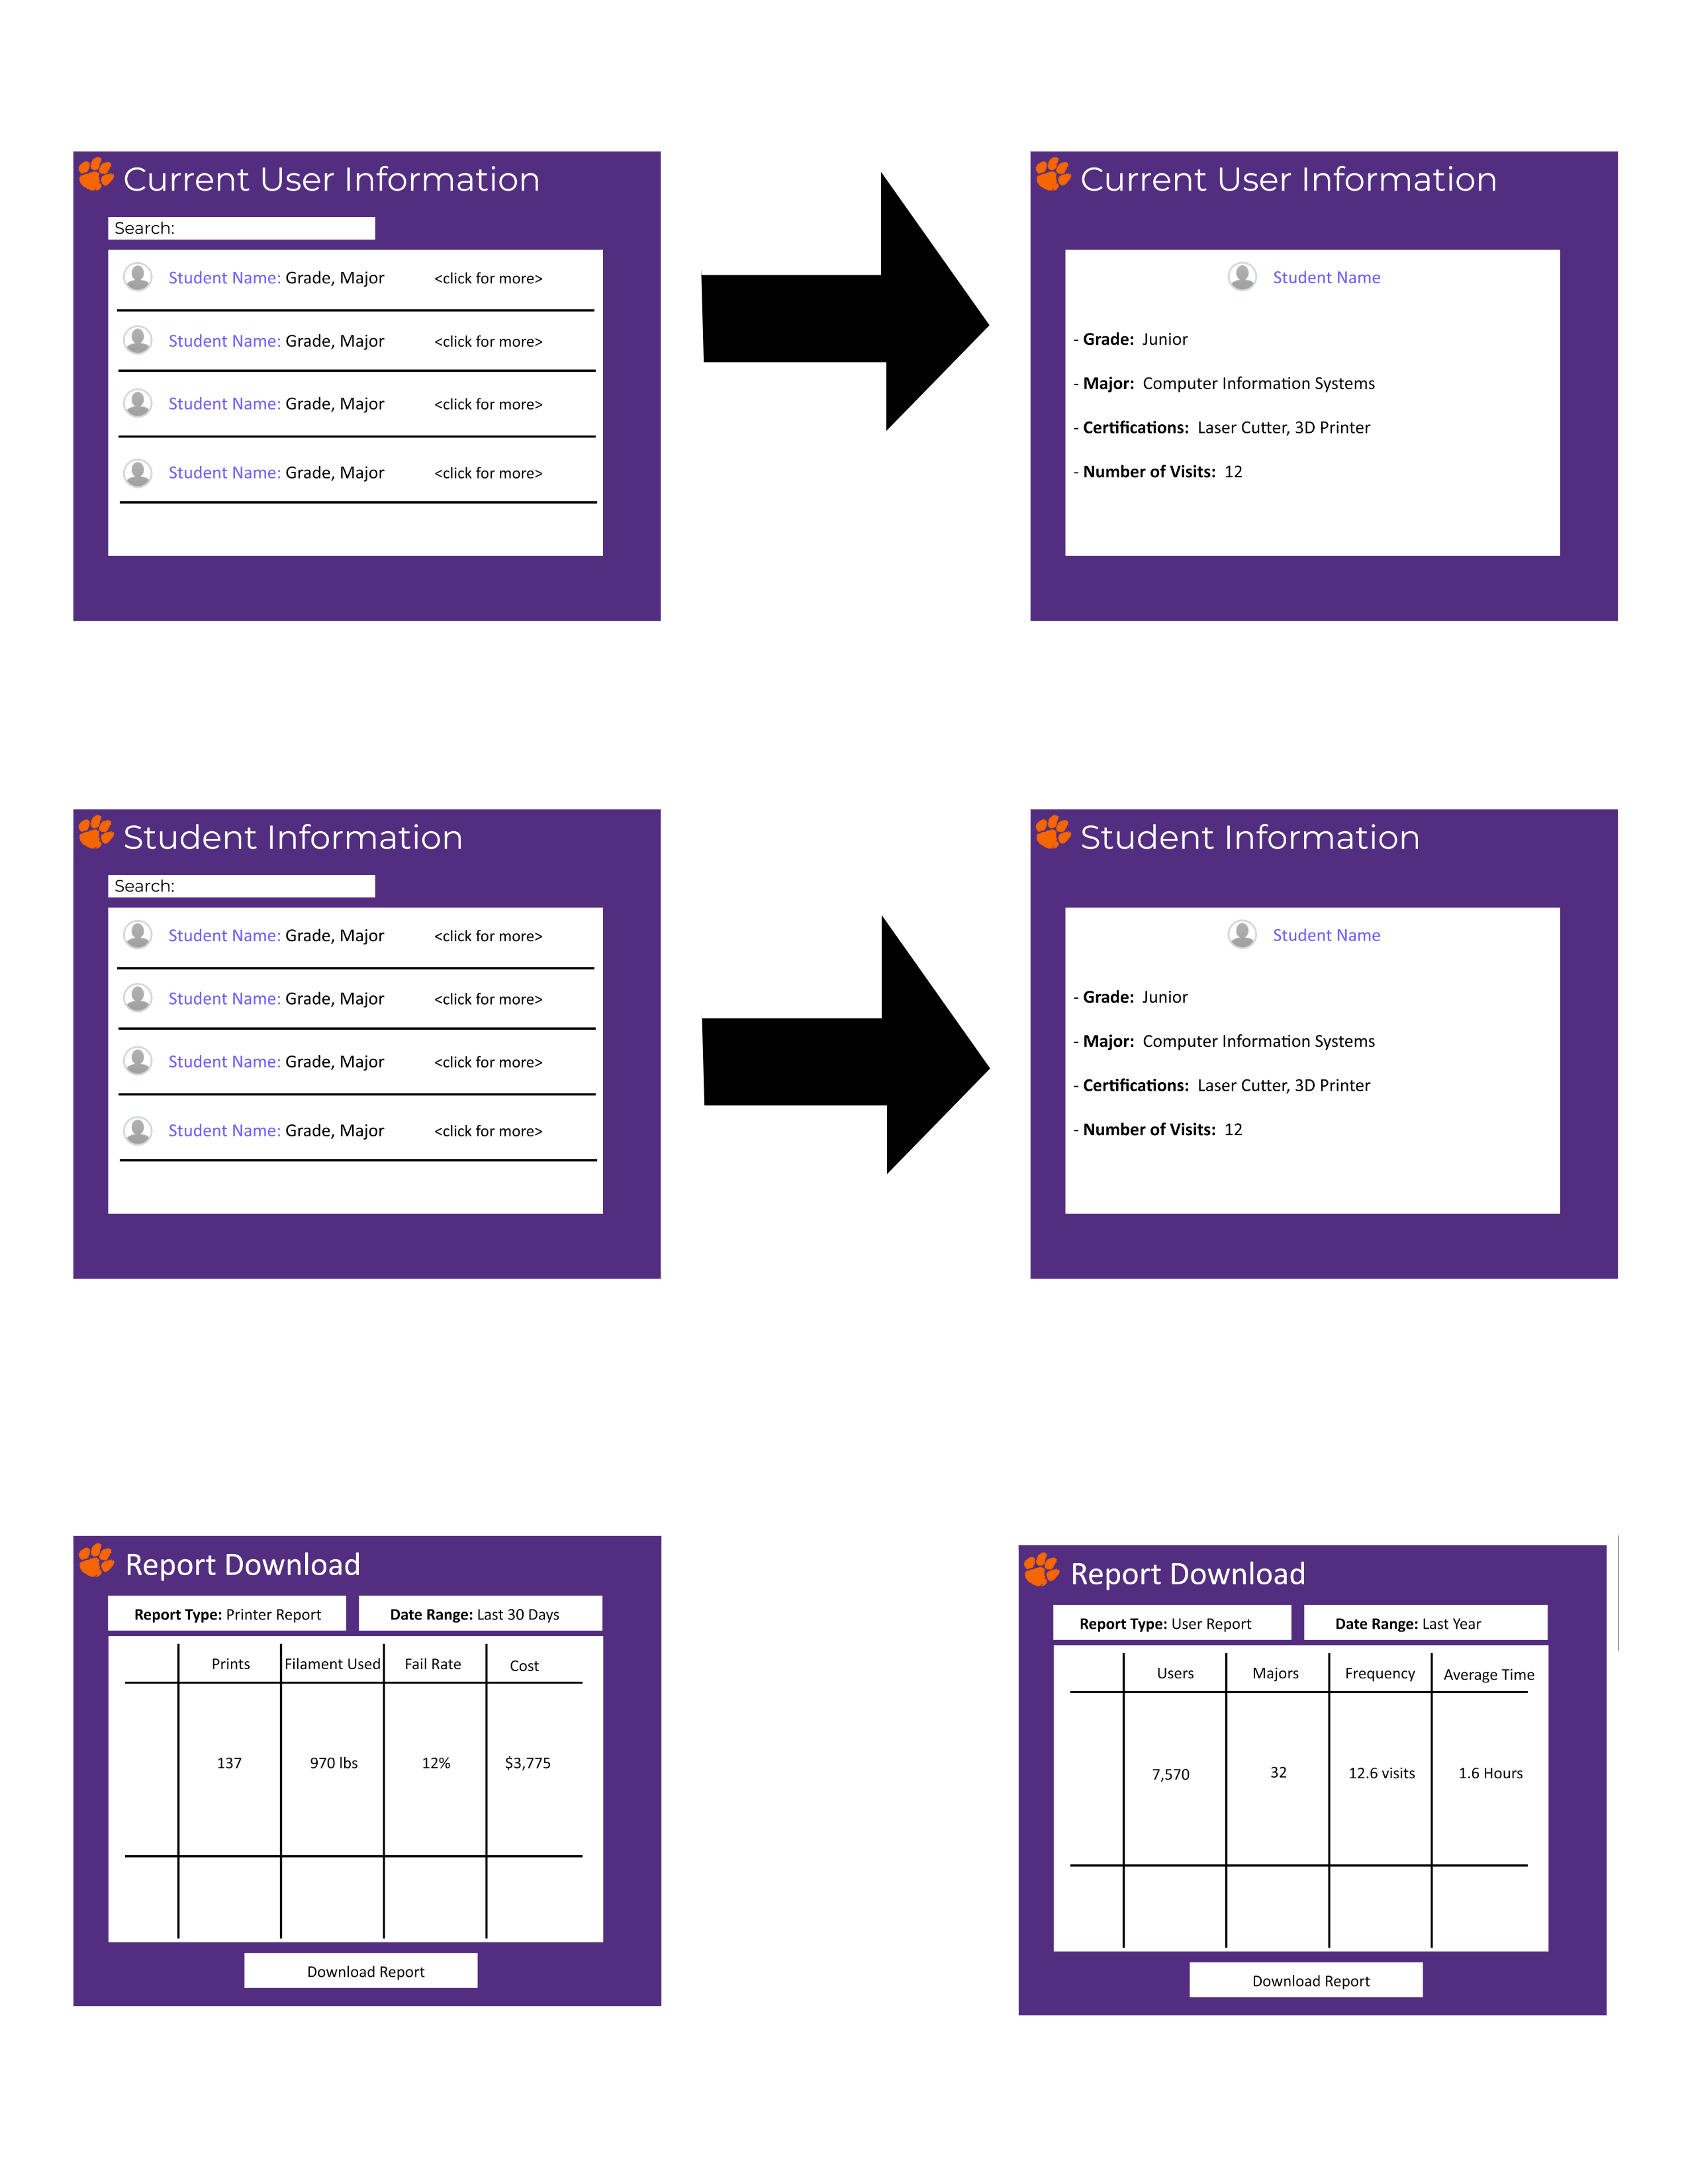 Current User Information
Search:
Student Name: Grade, Major <click for more>
Student Name: Grade, Major <click for more>
Student Name: Grade, Major <click for more>
Student Name: Grade, Major <click for more>
Current User Information
Student Name
- Grade: Junior
- Major: Computer Information Systems
- Certifications: Laser Cutter, 3D Printer
- Number of Visits: 12
Student Information
Search:
Student Name: Grade, Major <click for more>
Student Name: Grade, Major <click for more>
Student Name: Grade, Major <click for more>
Student Name: Grade, Major <click for more>
Student Information
Student Name
- Grade: Junior
- Major: Computer Information Systems
- Certifications: Laser Cutter, 3D Printer
- Number of Visits: 12
Report Download
Report Type: Printer Report Date Range: Last 30 Days
Prints Filament Used Fail Rate Cost
137 970 lbs 12% $3,775
Download Report
Report Download
Report Type: User Report Date Range: Last Year
Users Majors Frequency Average Time
7,570 32 12.6 visits 1.6 Hours
Download Report